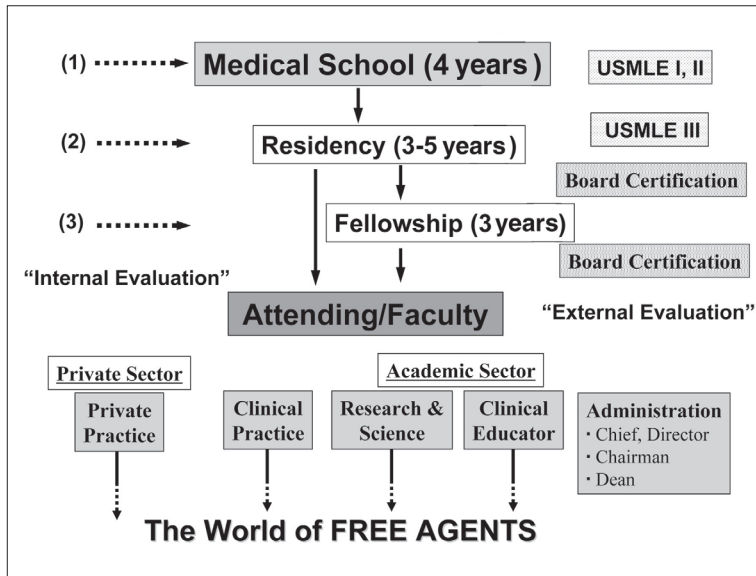 (1)
Medical School (4 years)
USMLE I, II
(2)
Residency (3-5 years)
USMLE III
Board Certification
(3)
Fellowship (3 years)
Board Certification
“Internal Evaluation”
Attending/Faculty
“External Evaluation”
Private Sector
Academic Sector
Private
Practice
Clinical
Practice
Research &
Science
Clinical
Educator
Administration
· Chief, Director
· Chairman
· Dean
The World of FREE AGENTS